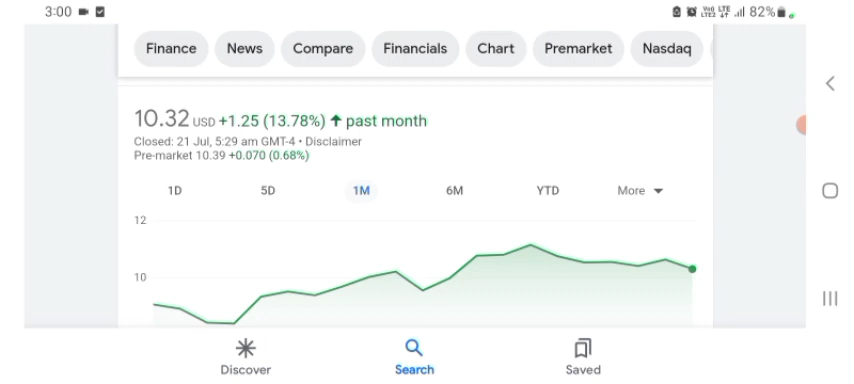 3:00 82%
Finance News Compare Financials Chart Premarket Nasdaq
10.32 USD +1.25 (13.78%) ↑ past month
Closed: 21 Jul, 5:29 am GMT-4 • Disclaimer
Pre-market 10.39 +0.070 (0.68%)
1D 5D 1M 6M YTD More
12
10
Discover Search Saved